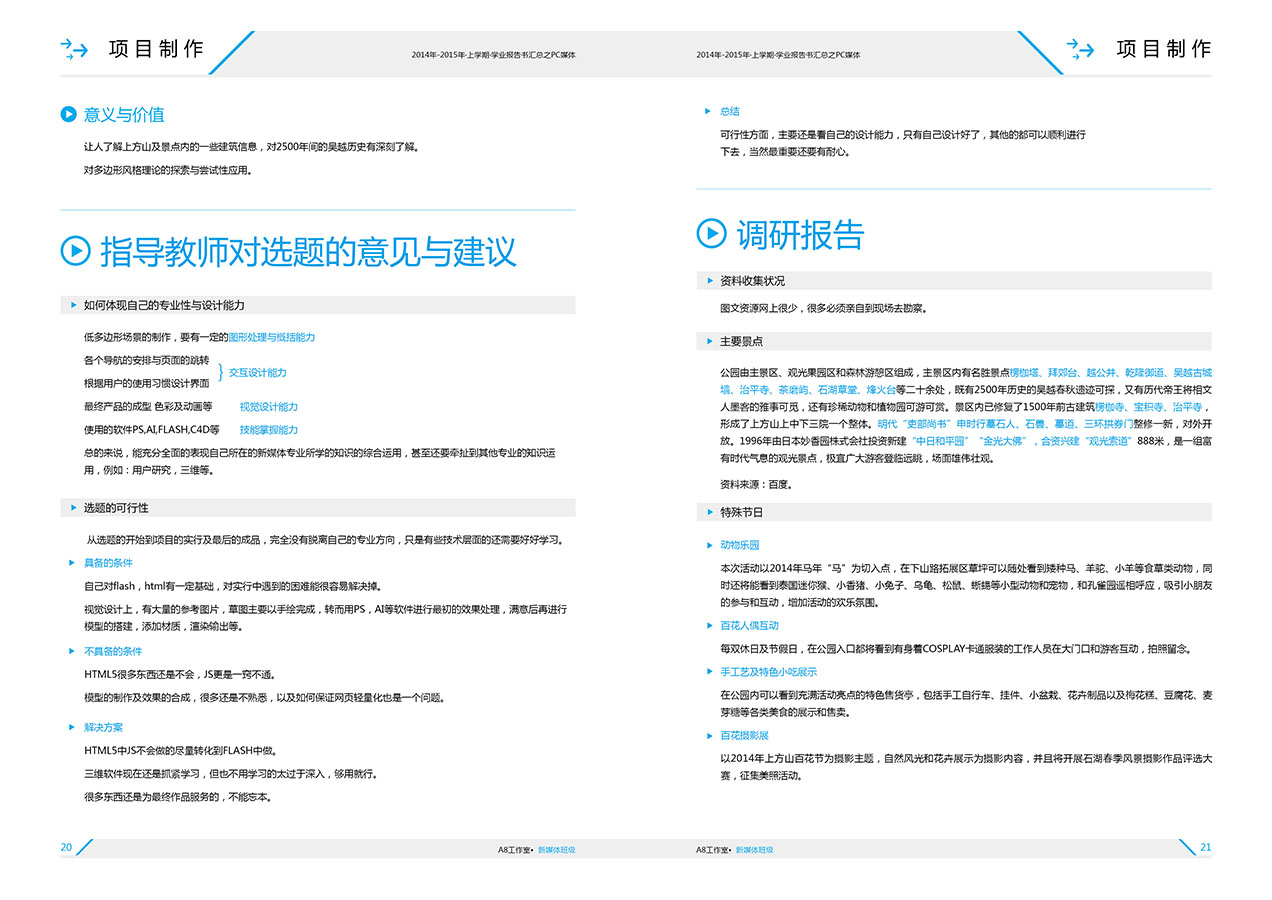 项目制作
2014年-2015年-上学期-学业报告书汇总之PC媒体
意义与价值
让人了解上方山及景点内的一些建筑信息，对2500年间的吴越历史有深刻了解。
对多边形风格理论的探索与尝试性应用。
指导教师对选题的意见与建议
如何体现自己的专业性与设计能力
低多边形场景的制作，要有一定的图形处理与概括能力
各个导航的安排与页面的跳转
根据用户的使用习惯设计界面
} 交互设计能力
最终产品的成型 色彩及动画等 视觉设计能力
使用的软件PS,AI,FLASH,C4D等 技能掌握能力
总的来说，能充分全面的表现自己所在的新媒体专业所学的知识的综合运用，甚至还要牵扯到其他专业的知识运
用，例如：用户研究，三维等。
选题的可行性
从选题的开始到项目的实行及最后的成品，完全没有脱离自己的专业方向，只是有些技术层面的还需要好好学习。
具备的条件
自己对flash，html有一定基础，对实行中遇到的困难能很容易解决掉。
视觉设计上，有大量的参考图片，草图主要以手绘完成，转而用PS，AI等软件进行最初的效果处理，满意后再进行
模型的搭建，添加材质，渲染输出等。
不具备的条件
HTML5很多东西还是不会，JS更是一窍不通。
模型的制作及效果的合成，很多还是不熟悉，以及如何保证网页轻量化也是一个问题。
解决方案
HTML5中JS不会做的尽量转化到FLASH中做。
三维软件现在还是抓紧学习，但也不用学习的太过于深入，够用就行。
很多东西还是为最终作品服务的，不能忘本。
20
A8工作室• 新媒体班级
2014年-2015年-上学期-学业报告书汇总之PC媒体
项目制作
总结
可行性方面，主要还是看自己的设计能力，只有自己设计好了，其他的都可以顺利进行
下去，当然最重要还要有耐心。
调研报告
资料收集状况
图文资源网上很少，很多必须亲自到现场去勘察。
主要景点
公园由主景区、观光果园区和森林游憩区组成，主景区内有名胜景点楞枷塔、拜郊台、越公井、乾隆御道、吴越古城
墙、治平寺、茶磨屿、石湖草堂、烽火台等二十余处，既有2500年历史的吴越春秋遗迹可探，又有历代帝王将相文
人墨客的雅事可觅，还有珍稀动物和植物园可游可赏。景区内已修复了1500年前古建筑楞枷寺、宝积寺、治平寺，
形成了上方山上中下三院一个整体。明代“吏部尚书”申时行墓石人、石兽、墓道、三环拱券门整修一新，对外开
放。1996年由日本妙香园株式会社投资新建“中日和平园”“金光大佛”，合资兴建“观光索道”888米，是一组富
有时代气息的观光景点，极宜广大游客登临远眺，场面雄伟壮观。
资料来源：百度。
特殊节日
动物乐园
本次活动以2014年马年“马”为切入点，在下山路拓展区草坪可以随处看到矮种马、羊驼、小羊等食草类动物，同
时还将能看到泰国迷你猴、小香猪、小兔子、乌龟、松鼠、蜥蜴等小型动物和宠物，和孔雀园遥相呼应，吸引小朋友
的参与和互动，增加活动的欢乐氛围。
百花人偶互动
每双休日及节假日，在公园入口都将看到有身着COSPLAY卡通服装的工作人员在大门口和游客互动，拍照留念。
手工艺及特色小吃展示
在公园内可以看到充满活动亮点的特色售货亭，包括手工自行车、挂件、小盆栽、花卉制品以及梅花糕、豆腐花、麦
芽糖等各类美食的展示和售卖。
百花摄影展
以2014年上方山百花节为摄影主题，自然风光和花卉展示为摄影内容，并且将开展石湖春季风景摄影作品评选大
赛，征集美照活动。
A8工作室• 新媒体班级
21